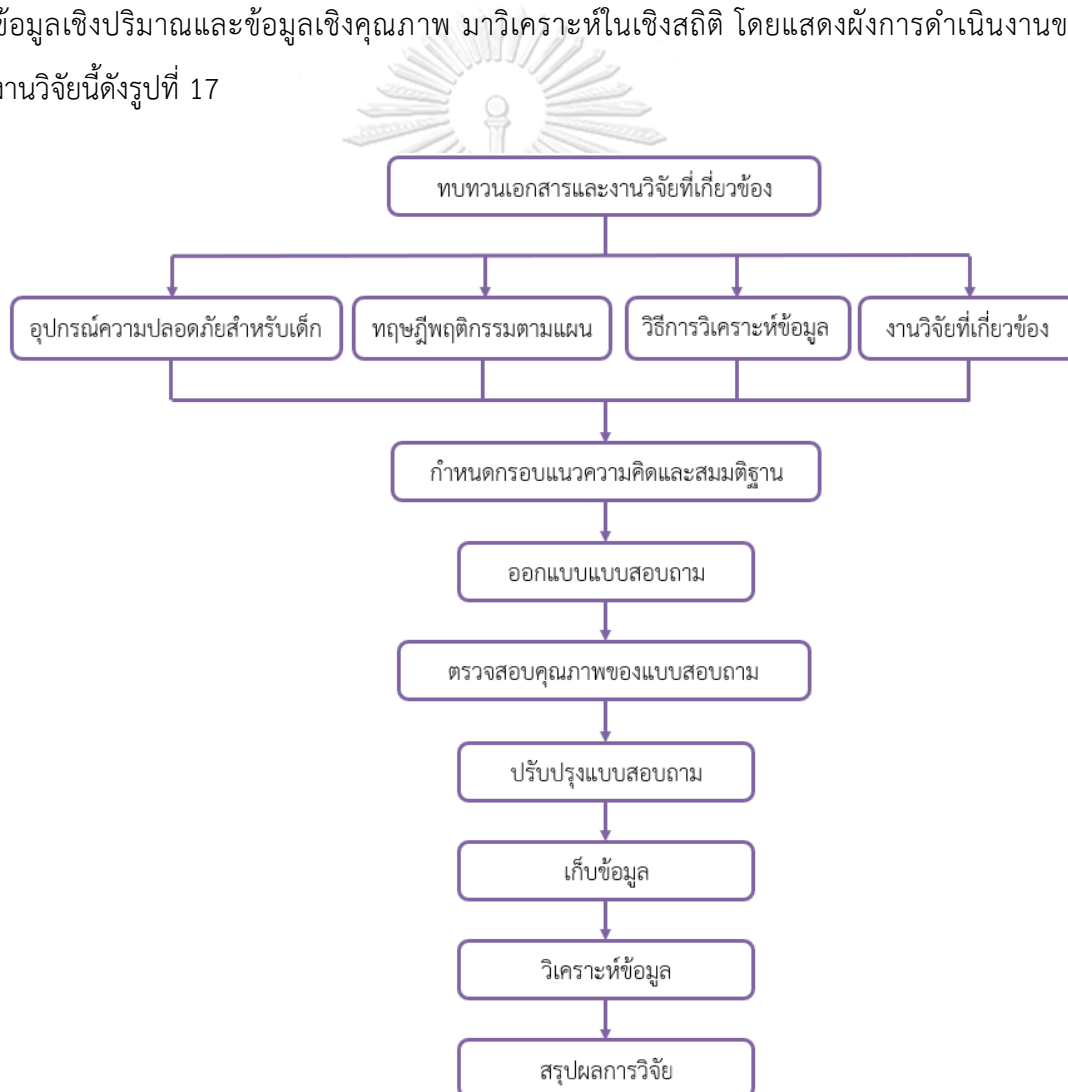 ข้อมูลเชิงปริมาณและข้อมูลเชิงคุณภาพ มาวิเคราะห์ในเชิงสถิติ โดยแสดงผังการดำเนินงานข
งานวิจัยนี้ดังรูปที่ 17
ทบทวนเอกสารและงานวิจัยที่เกี่ยวข้อง
อุปกรณ์ความปลอดภัยสำหรับเด็ก
ทฤษฎีพฤติกรรมตามแผน
วิธีการวิเคราะห์ข้อมูล
งานวิจัยที่เกี่ยวข้อง
กำหนดกรอบแนวความคิดและสมมติฐาน
ออกแบบแบบสอบถาม
ตรวจสอบคุณภาพของแบบสอบถาม
ปรับปรุงแบบสอบถาม
เก็บข้อมูล
วิเคราะห์ข้อมูล
สรุปผลการวิจัย